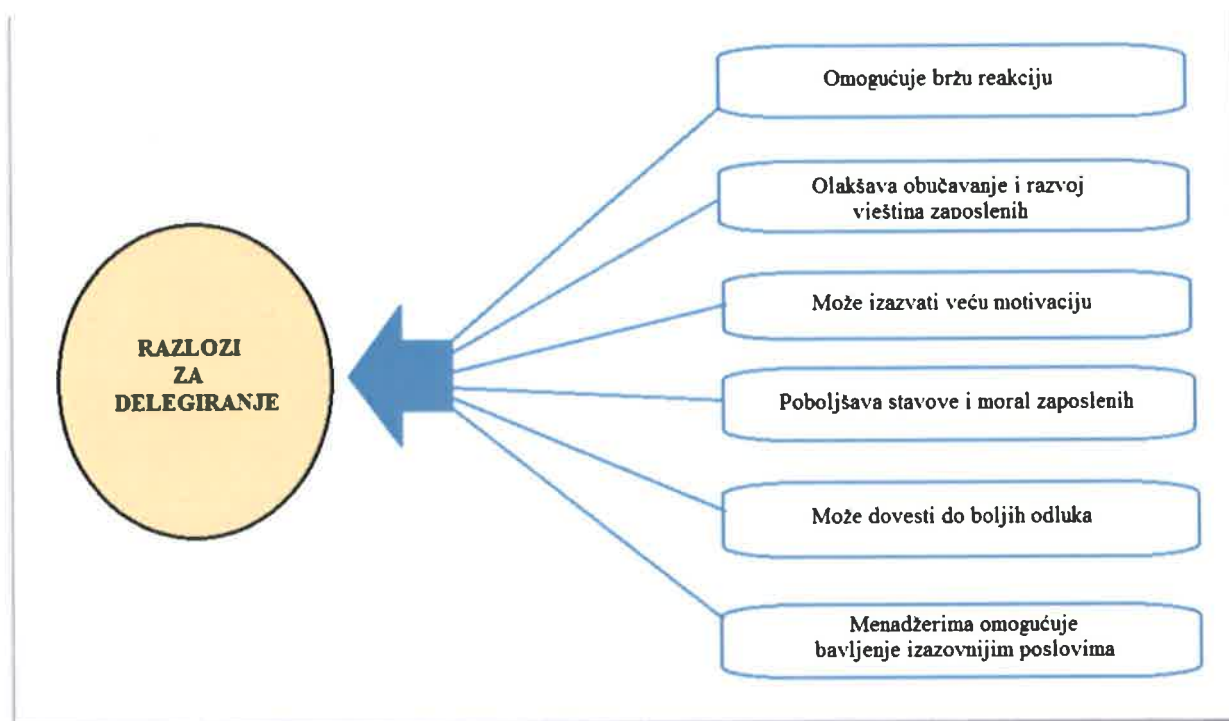 Omogućuje bržu reakciju
Olakšava obučavanje i razvoj
vještina zaposlenih
Može izazvati veću motivaciju
RAZLOZI
ZA
DELEGIRANJE
Poboljšava stavove i moral zaposlenih
Može dovesti do boljih odluka
Menadžerima omogućuje
bavljenje izazovnijim poslovima